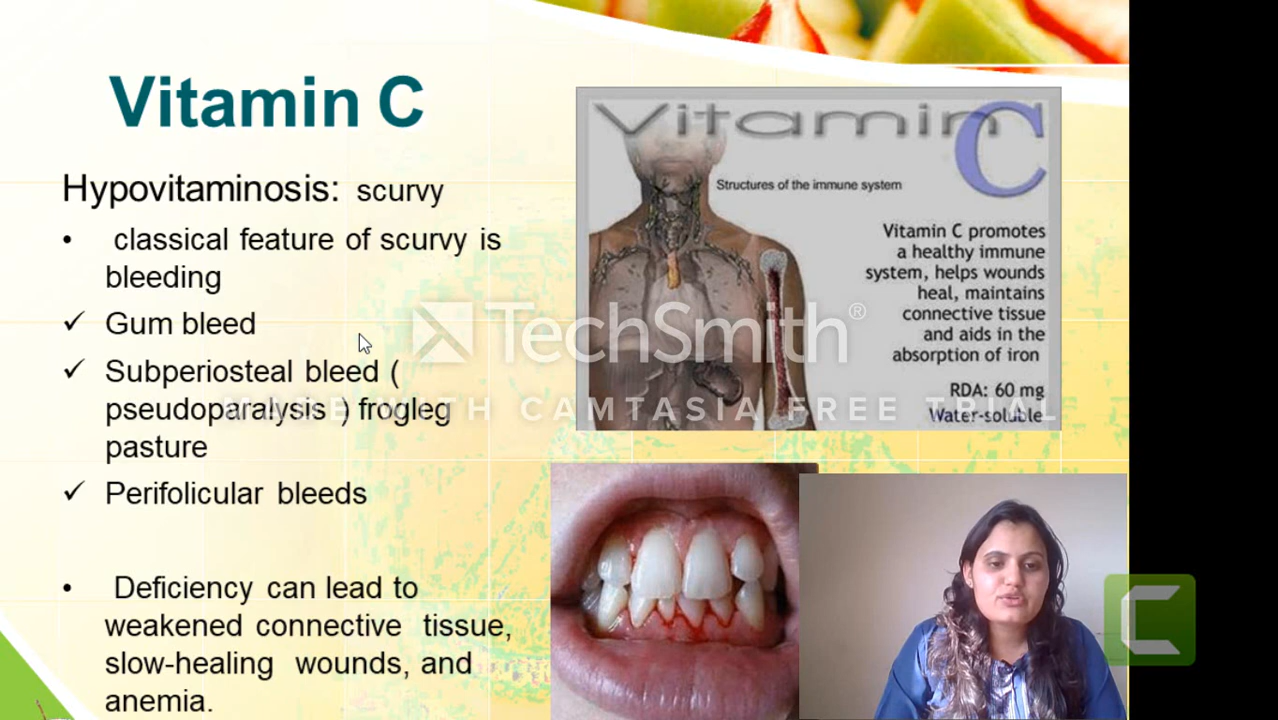 Vitamin C
Hypovitaminosis: scurvy
• classical feature of scurvy is
bleeding
✓ Gum bleed
✓ Subperiosteal bleed (
pseudoparalysis ) frogleg
pasture
✓ Perifolicular bleeds
• Deficiency can lead to
weakened connective tissue,
slow-healing wounds, and
anemia.
Vitamin C
Structures of the immune system
Vitamin C promotes
a healthy immune
system, helps wounds
heal, maintains
connective tissue
and aids in the
absorption of iron
RDA: 60 mg
Water-soluble
TechSmith®
MADE WITH CAMTASIA FREE TRIAL